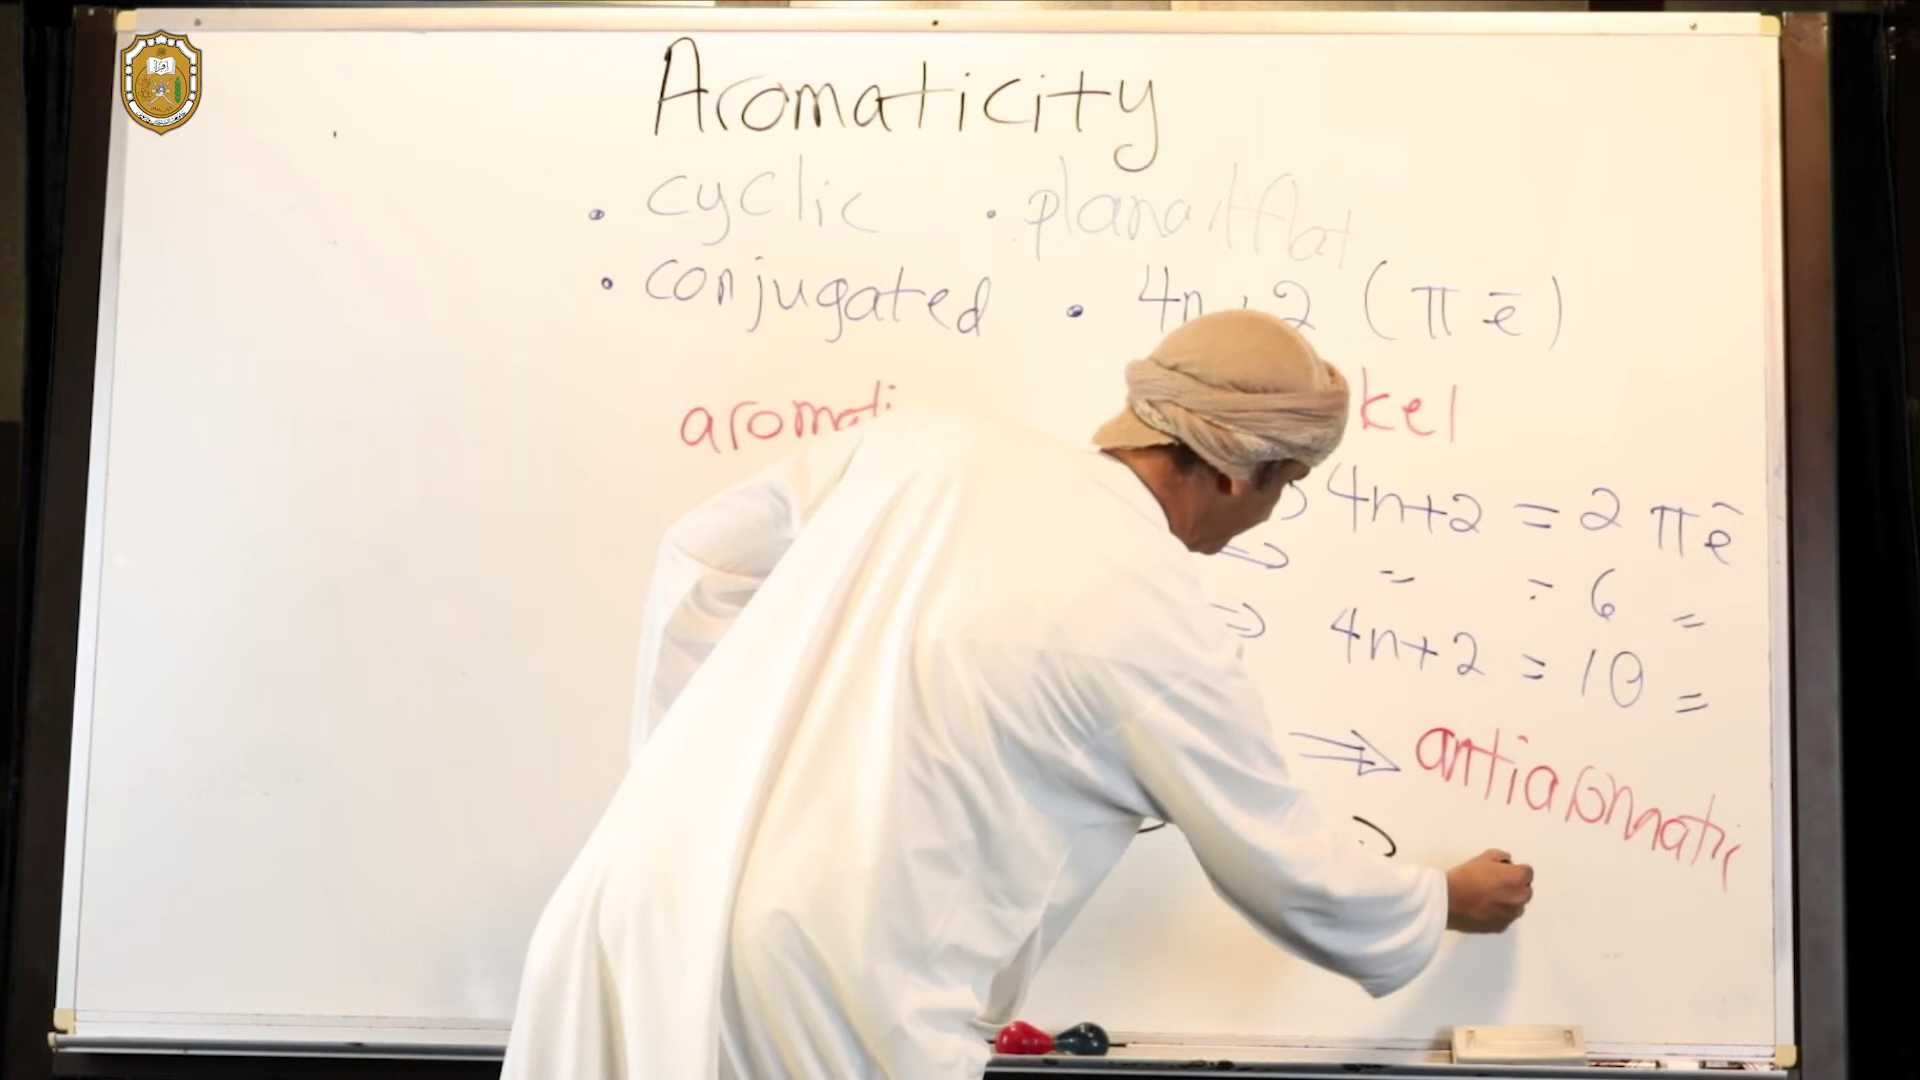 Aromaticity
• cyclic • planar/flat
• conjugated • 4n+2 (π ē)
aromati kel
4n+2 = 2 π ē
⇒ = = 6 =
⇒ 4n+2 = 10 =
⇒ antiaromatic